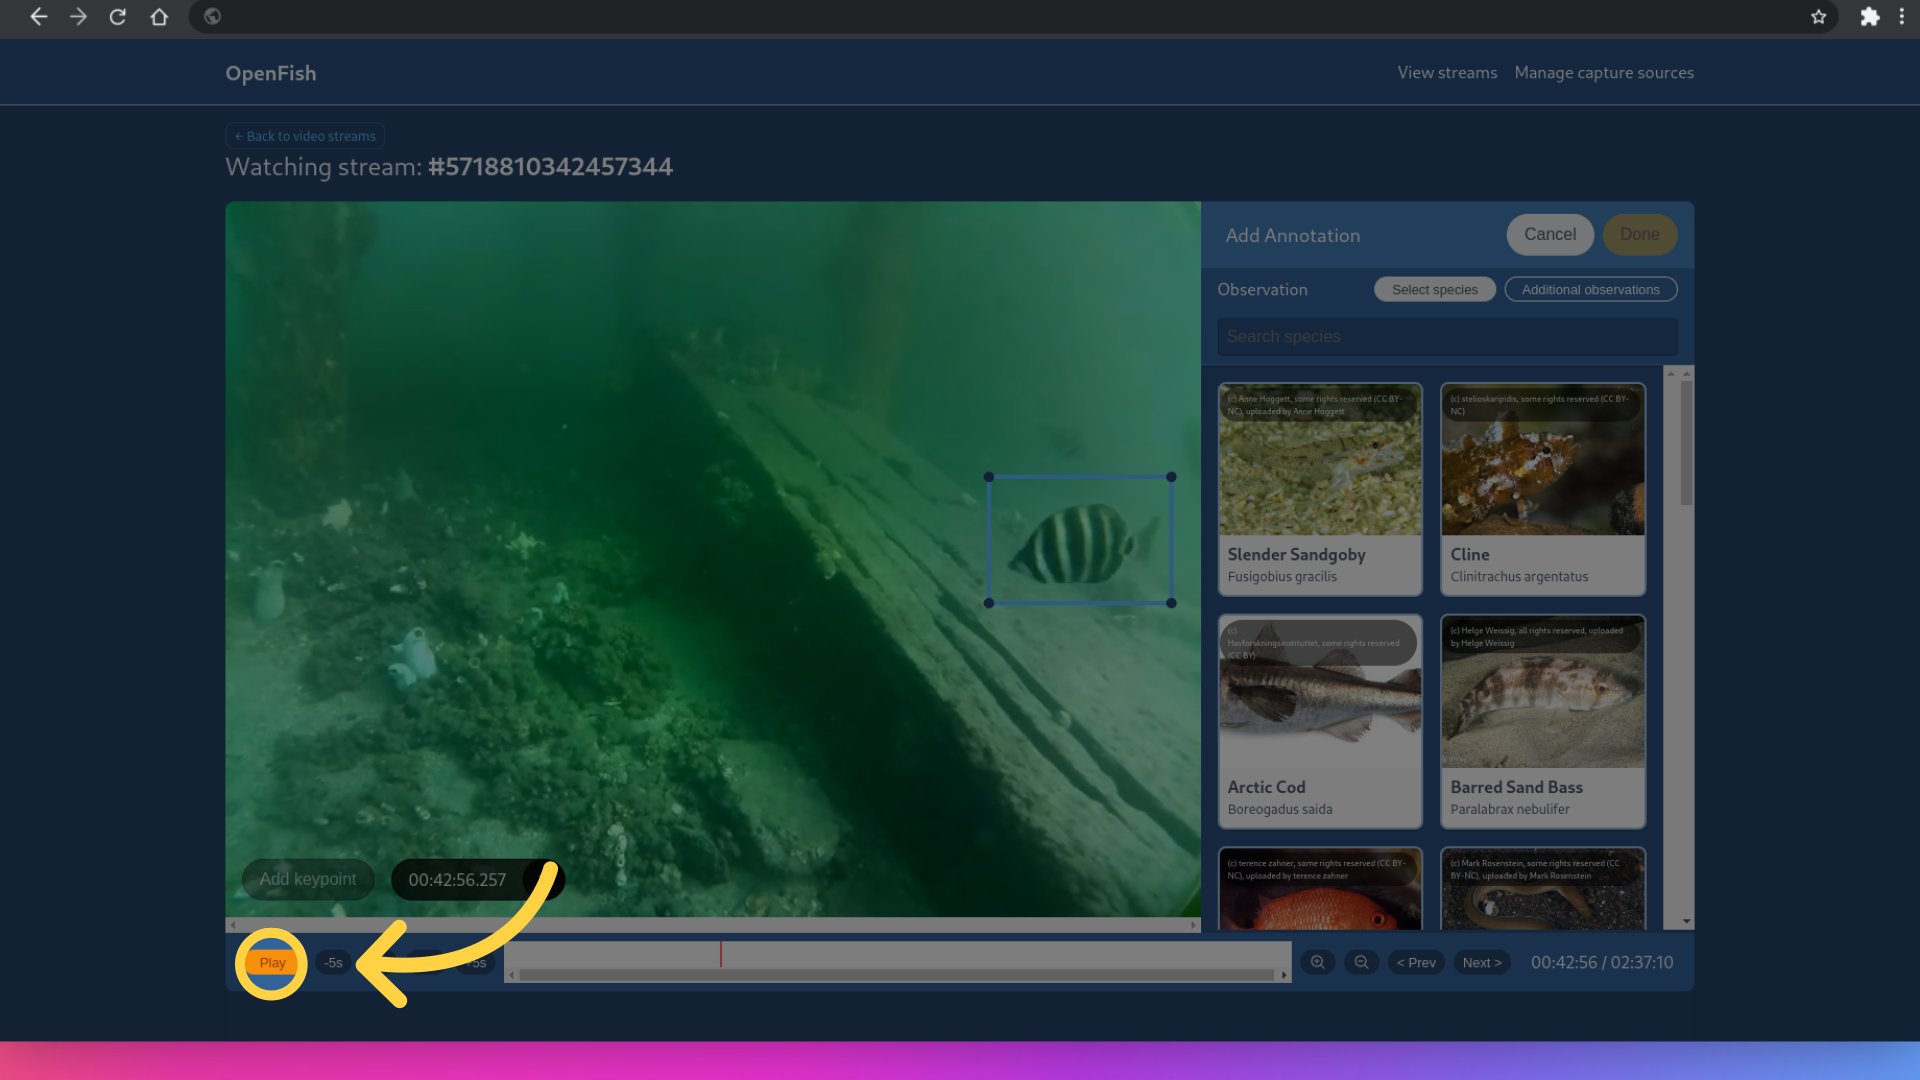 OpenFish
View streams
Manage capture sources
← Back to video streams
Watching stream: #5718810342457344
Add Annotation
Cancel
Done
Observation
Select species
Additional observations
Search species
(c) Anne Hoggett, some rights reserved (CC BY-
NC), uploaded by Anne Hoggett
Slender Sandgoby
Fusigobius gracilis
(c) stelioskaripidis, some rights reserved (CC BY-
NC)
Cline
Clinitrachus argentatus
(c)
Havforskningsinstituttet, some rights reserved
(CC BY)
Arctic Cod
Boreogadus saida
(c) Helge Weissig, all rights reserved, uploaded
by Helge Weissig
Barred Sand Bass
Paralabrax nebulifer
(c) terence zahner, some rights reserved (CC BY-
NC), uploaded by terence zahner
(c) Mark Rosenstein, some rights reserved (CC
BY-NC), uploaded by Mark Rosenstein
Add keypoint
00:42:56.257
Play
-5s
< Prev
Next >
00:42:56 / 02:37:10